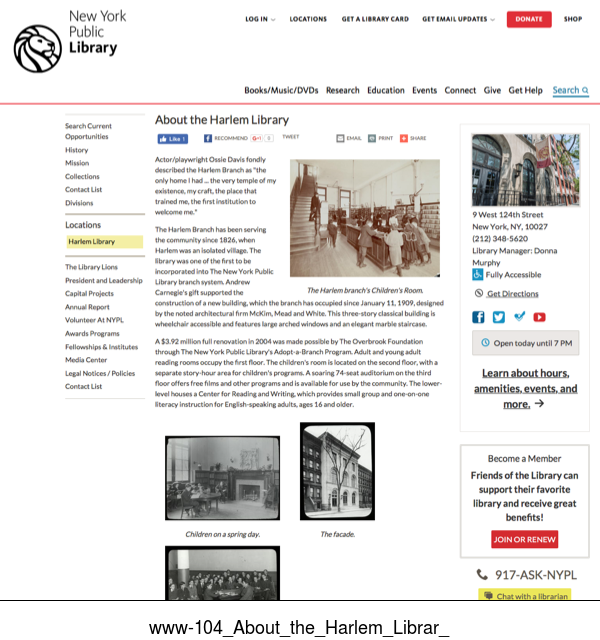 New York
Public
Library
LOG IN
LOCATIONS
GET A LIBRARY CARD
GET EMAIL UPDATES
DONATE
SHOP
Books/Music/DVDs Research Education Events Connect Give Get Help Search
Search Current
Opportunities
History
Mission
Collections
Contact List
Divisions
Locations
Harlem Library
The Library Lions
President and Leadership
Capital Projects
Annual Report
Volunteer At NYPL
Awards Programs
Fellowships & Institutes
Media Center
Legal Notices / Policies
Contact List
About the Harlem Library
Like 1
RECOMMEND
G+1 0
TWEET
EMAIL
PRINT
SHARE
Actor/playwright Ossie Davis fondly
described the Harlem Branch as "the
only home I had ... the very temple of my
existence, my craft, the place that
trained me, the first institution to
welcome me."
The Harlem Branch has been serving
the community since 1826, when
Harlem was an isolated village. The
library was one of the first to be
incorporated into The New York Public
Library branch system. Andrew
Carnegie's gift supported the
construction of a new building, which the branch has occupied since January 11, 1909, designed
by the noted architectural firm McKim, Mead and White. This three-story classical building is
wheelchair accessible and features large arched windows and an elegant marble staircase.
The Harlem branch's Children's Room.
A $3.92 million full renovation in 2004 was made possible by The Overbrook Foundation
through The New York Public Library's Adopt-a-Branch Program. Adult and young adult
reading rooms occupy the first floor. The children's room is located on the second floor, with a
separate story-hour area for children's programs. A soaring 74-seat auditorium on the third
floor offers free films and other programs and is available for use by the community. The lower-
level houses a Center for Reading and Writing, which provides small group and one-on-one
literacy instruction for English-speaking adults, ages 16 and older.
Children on a spring day.
The facade.
9 West 124th Street
New York, NY, 10027
(212) 348-5620
Library Manager: Donna
Murphy
Fully Accessible
Get Directions
Open today until 7 PM
Learn about hours,
amenities, events, and
more. →
Become a Member
Friends of the Library can
support their favorite
library and receive great
benefits!
JOIN OR RENEW
917-ASK-NYPL
Chat with a librarian
www-104_About_the_Harlem_Librar_